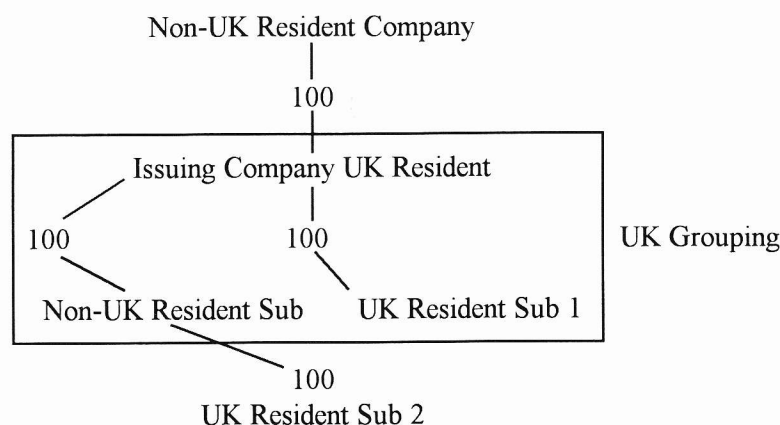 Non-UK Resident Company
100
Issuing Company UK Resident
100 100 UK Grouping
Non-UK Resident Sub UK Resident Sub 1
100
UK Resident Sub 2